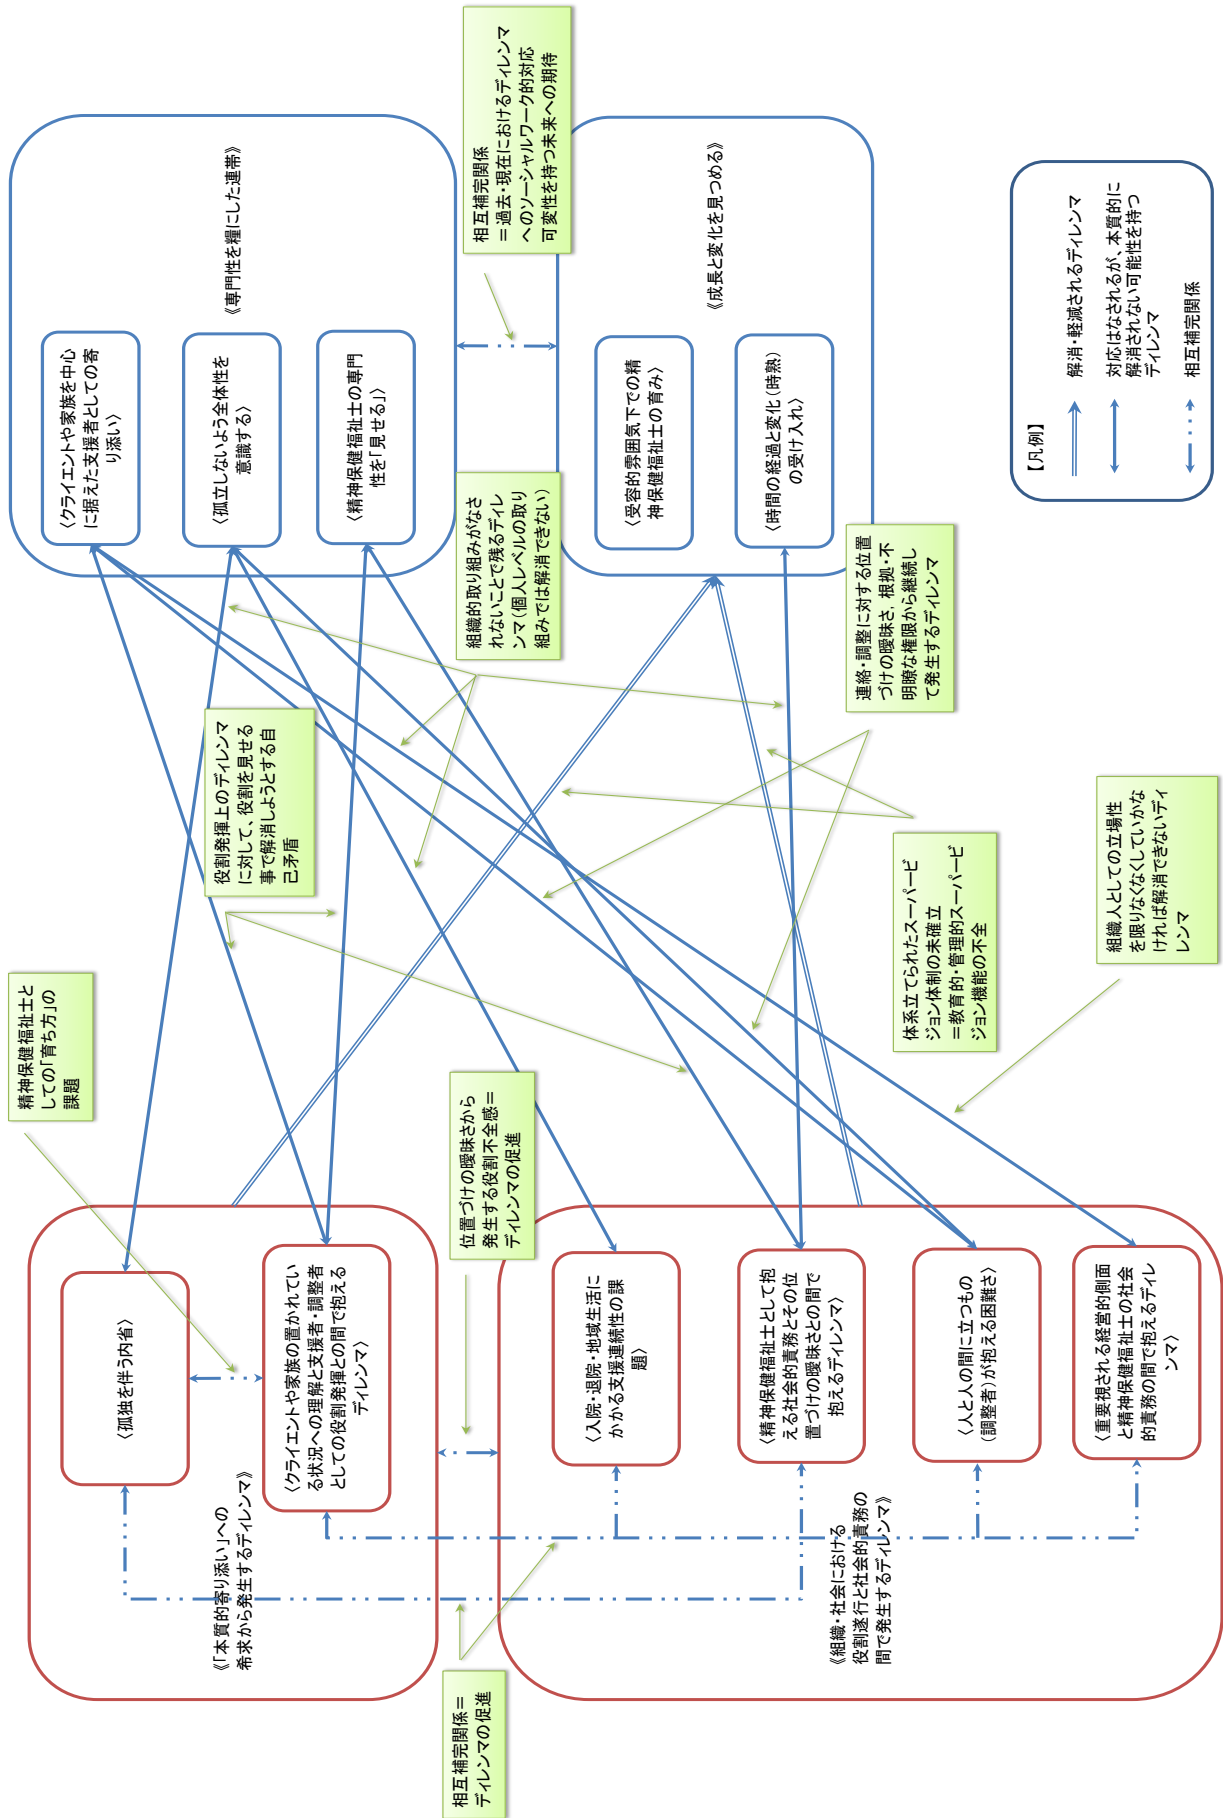 精神保健福祉士と
しての「育ち方」の
課題
〈孤独を伴う内省〉
〈クライエントや家族の置かれてい
る状況への理解と支援者・調整者
としての役割発揮との間で抱える
ディレンマ〉
《「本質的寄り添い」への
希求から発生するディレンマ》
役割発揮上のディレンマ
に対して、役割を見せる
事で解消しようとする自
己矛盾
〈クライエントや家族を中心
に据えた支援者としての寄
り添い〉
〈孤立しないよう全体性を
意識する〉
〈精神保健福祉士の専門
性を「見せる」〉
《専門性を糧にした連帯》
相互補完関係＝
ディレンマの促進
位置づけの曖昧さから
発生する役割不全感＝
ディレンマの促進
組織的取り組みがなさ
れないことで残るディレ
ンマ（個人レベルの取り
組みでは解消できない）
相互補完関係
＝過去・現在におけるディレンマ
へのソーシャルワーク的対応
可変性を持つ未来への期待
〈入院・退院・地域生活に
かかる支援連続性の課
題〉
〈精神保健福祉士として抱
える社会的責務とその位
置づけの曖昧さとの間で
抱えるディレンマ〉
《組織・社会における
役割遂行と社会的責務の
間で発生するディレンマ》
〈人と人の間に立つもの
（調整者）が抱える困難さ〉
〈重要視される経営的側面
と精神保健福祉士の社会
的責務の間で抱えるディレ
ンマ〉
〈受容的雰囲気下での精
神保健福祉士の育み〉
《成長と変化を見つめる》
〈時間の経過と変化（時熟）
の受け入れ〉
連絡・調整に対する位置
づけの曖昧さ，根拠・不
明瞭な権限から継続し
て発生するディレンマ
体系立てられたスーパービ
ジョン体制の未確立
＝教育的・管理的スーパービ
ジョン機能の不全
組織人としての立場性
を限りなくなくしていかな
ければ解消できないディ
レンマ
【凡例】
解消・軽減されるディレンマ
対応はなされるが、本質的に
解消されない可能性を持つ
ディレンマ
相互補完関係